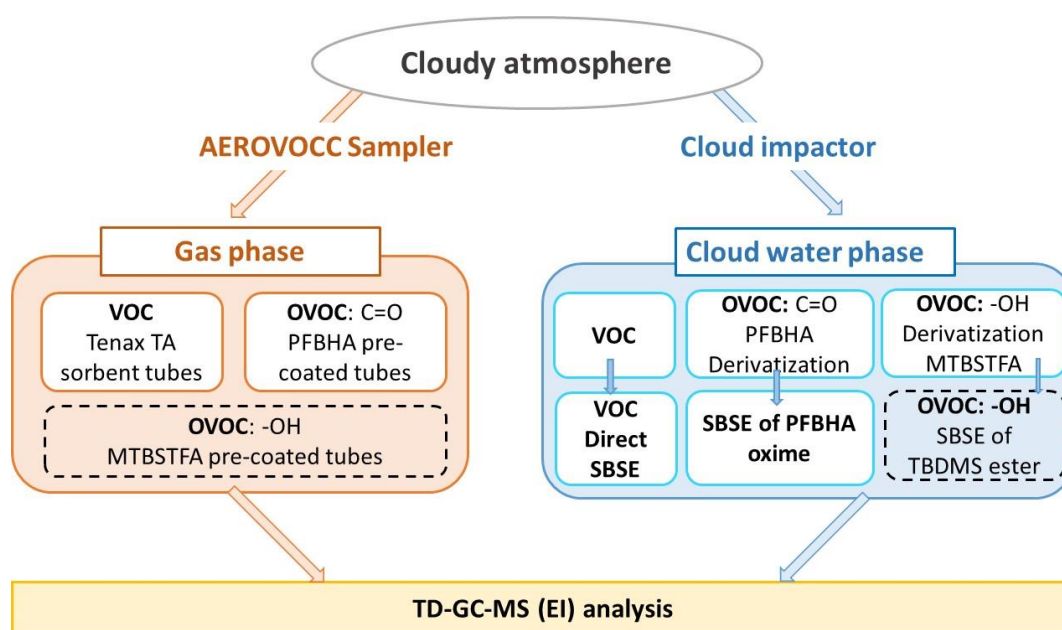 Cloudy atmosphere
AEROVOCC Sampler
Cloud impactor
Gas phase
VOC
Tenax TA
sorbent tubes
OVOC: C=O
PFBHA pre-
coated tubes
OVOC: -OH
MTBSTFA pre-coated tubes
Cloud water phase
VOC
OVOC: C=O
PFBHA
Derivatization
OVOC: -OH
Derivatization
MTBSTFA
VOC
Direct
SBSE
SBSE of PFBHA
oxime
OVOC: -OH
SBSE of
TBDMS ester
TD-GC-MS (EI) analysis